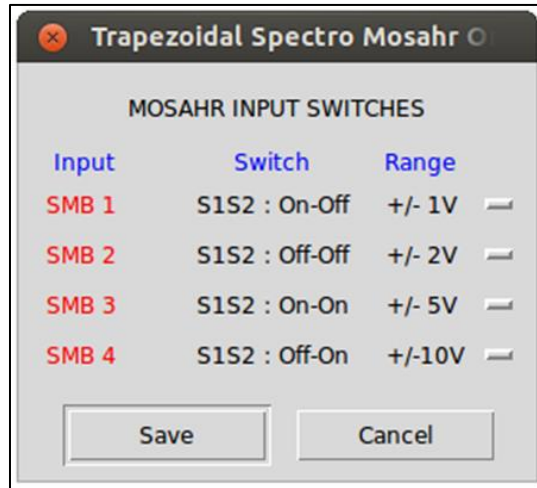 Trapezoidal Spectro Mosahr O
MOSAHR INPUT SWITCHES
Input Switch Range
SMB 1 S1S2 : On-Off +/- 1V
SMB 2 S1S2 : Off-Off +/- 2V
SMB 3 S1S2 : On-On +/- 5V
SMB 4 S1S2 : Off-On +/-10V
Save Cancel